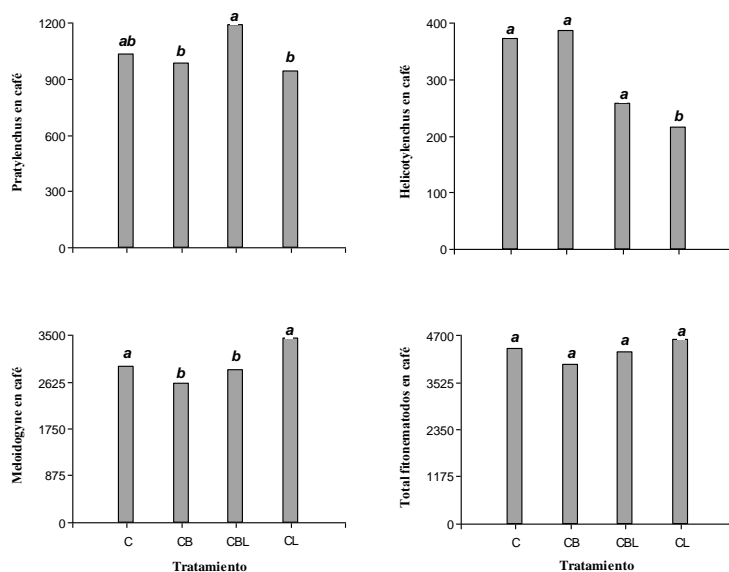 Pratylenchus en café
1200
900
600
300
0
ab
b
a
b
Helicotylenchus en café
400
300
200
100
0
a
a
a
b
Meloidogyne en café
3500
2625
1750
875
0
a
b
b
a
C
CB
CBL
CL
Tratamiento
Total fitonematodos en café
4700
3525
2350
1175
0
a
a
a
a
C
CB
CBL
CL
Tratamiento